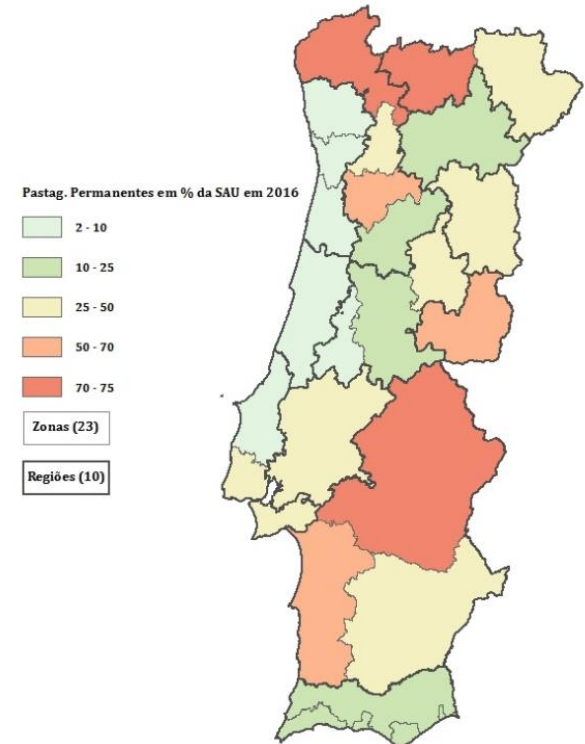 Pastag. Permanentes em % da SAU em 2016
2 - 10
10 - 25
25 - 50
50 - 70
70 - 75
Zonas (23)
Regiões (10)